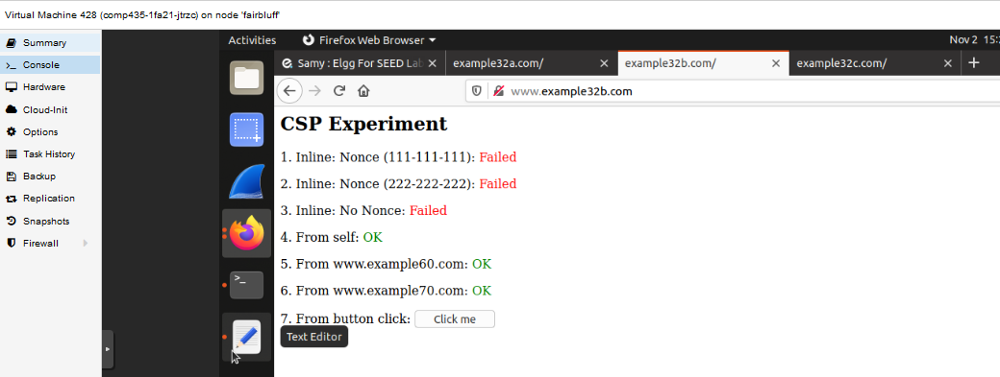 Virtual Machine 428 (comp435-1fa21-jtrzc) on node 'fairbluff'
Summary
Console
Hardware
Cloud-Init
Options
Task History
Backup
Replication
Snapshots
Firewall
Activities Firefox Web Browser Nov 2 15:
Samy : Elgg For SEED Lab example32a.com/ example32b.com/ example32c.com/
www.example32b.com
CSP Experiment
1. Inline: Nonce (111-111-111): Failed
2. Inline: Nonce (222-222-222): Failed
3. Inline: No Nonce: Failed
4. From self: OK
5. From www.example60.com: OK
6. From www.example70.com: OK
7. From button click: Click me
Text Editor